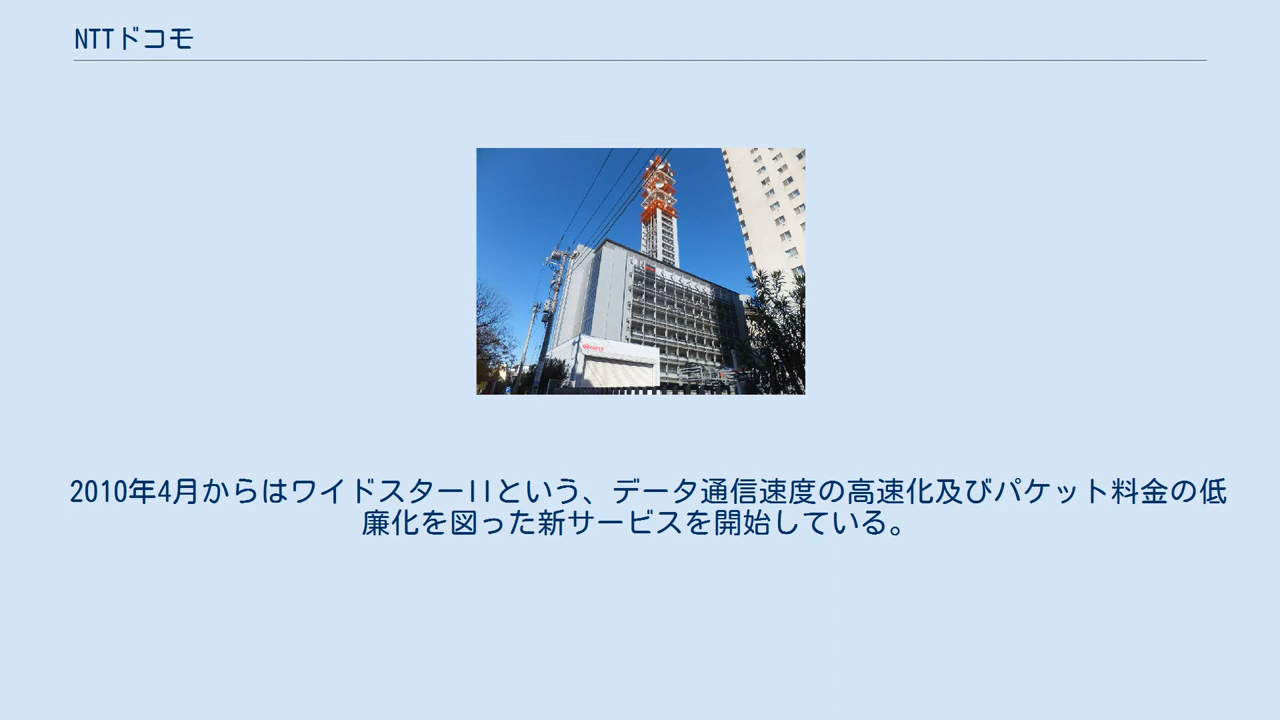 NTTドコモ
2010年4月からはワイドスターIIという、データ通信速度の高速化及びパケット料金の低
廉化を図った新サービスを開始している。